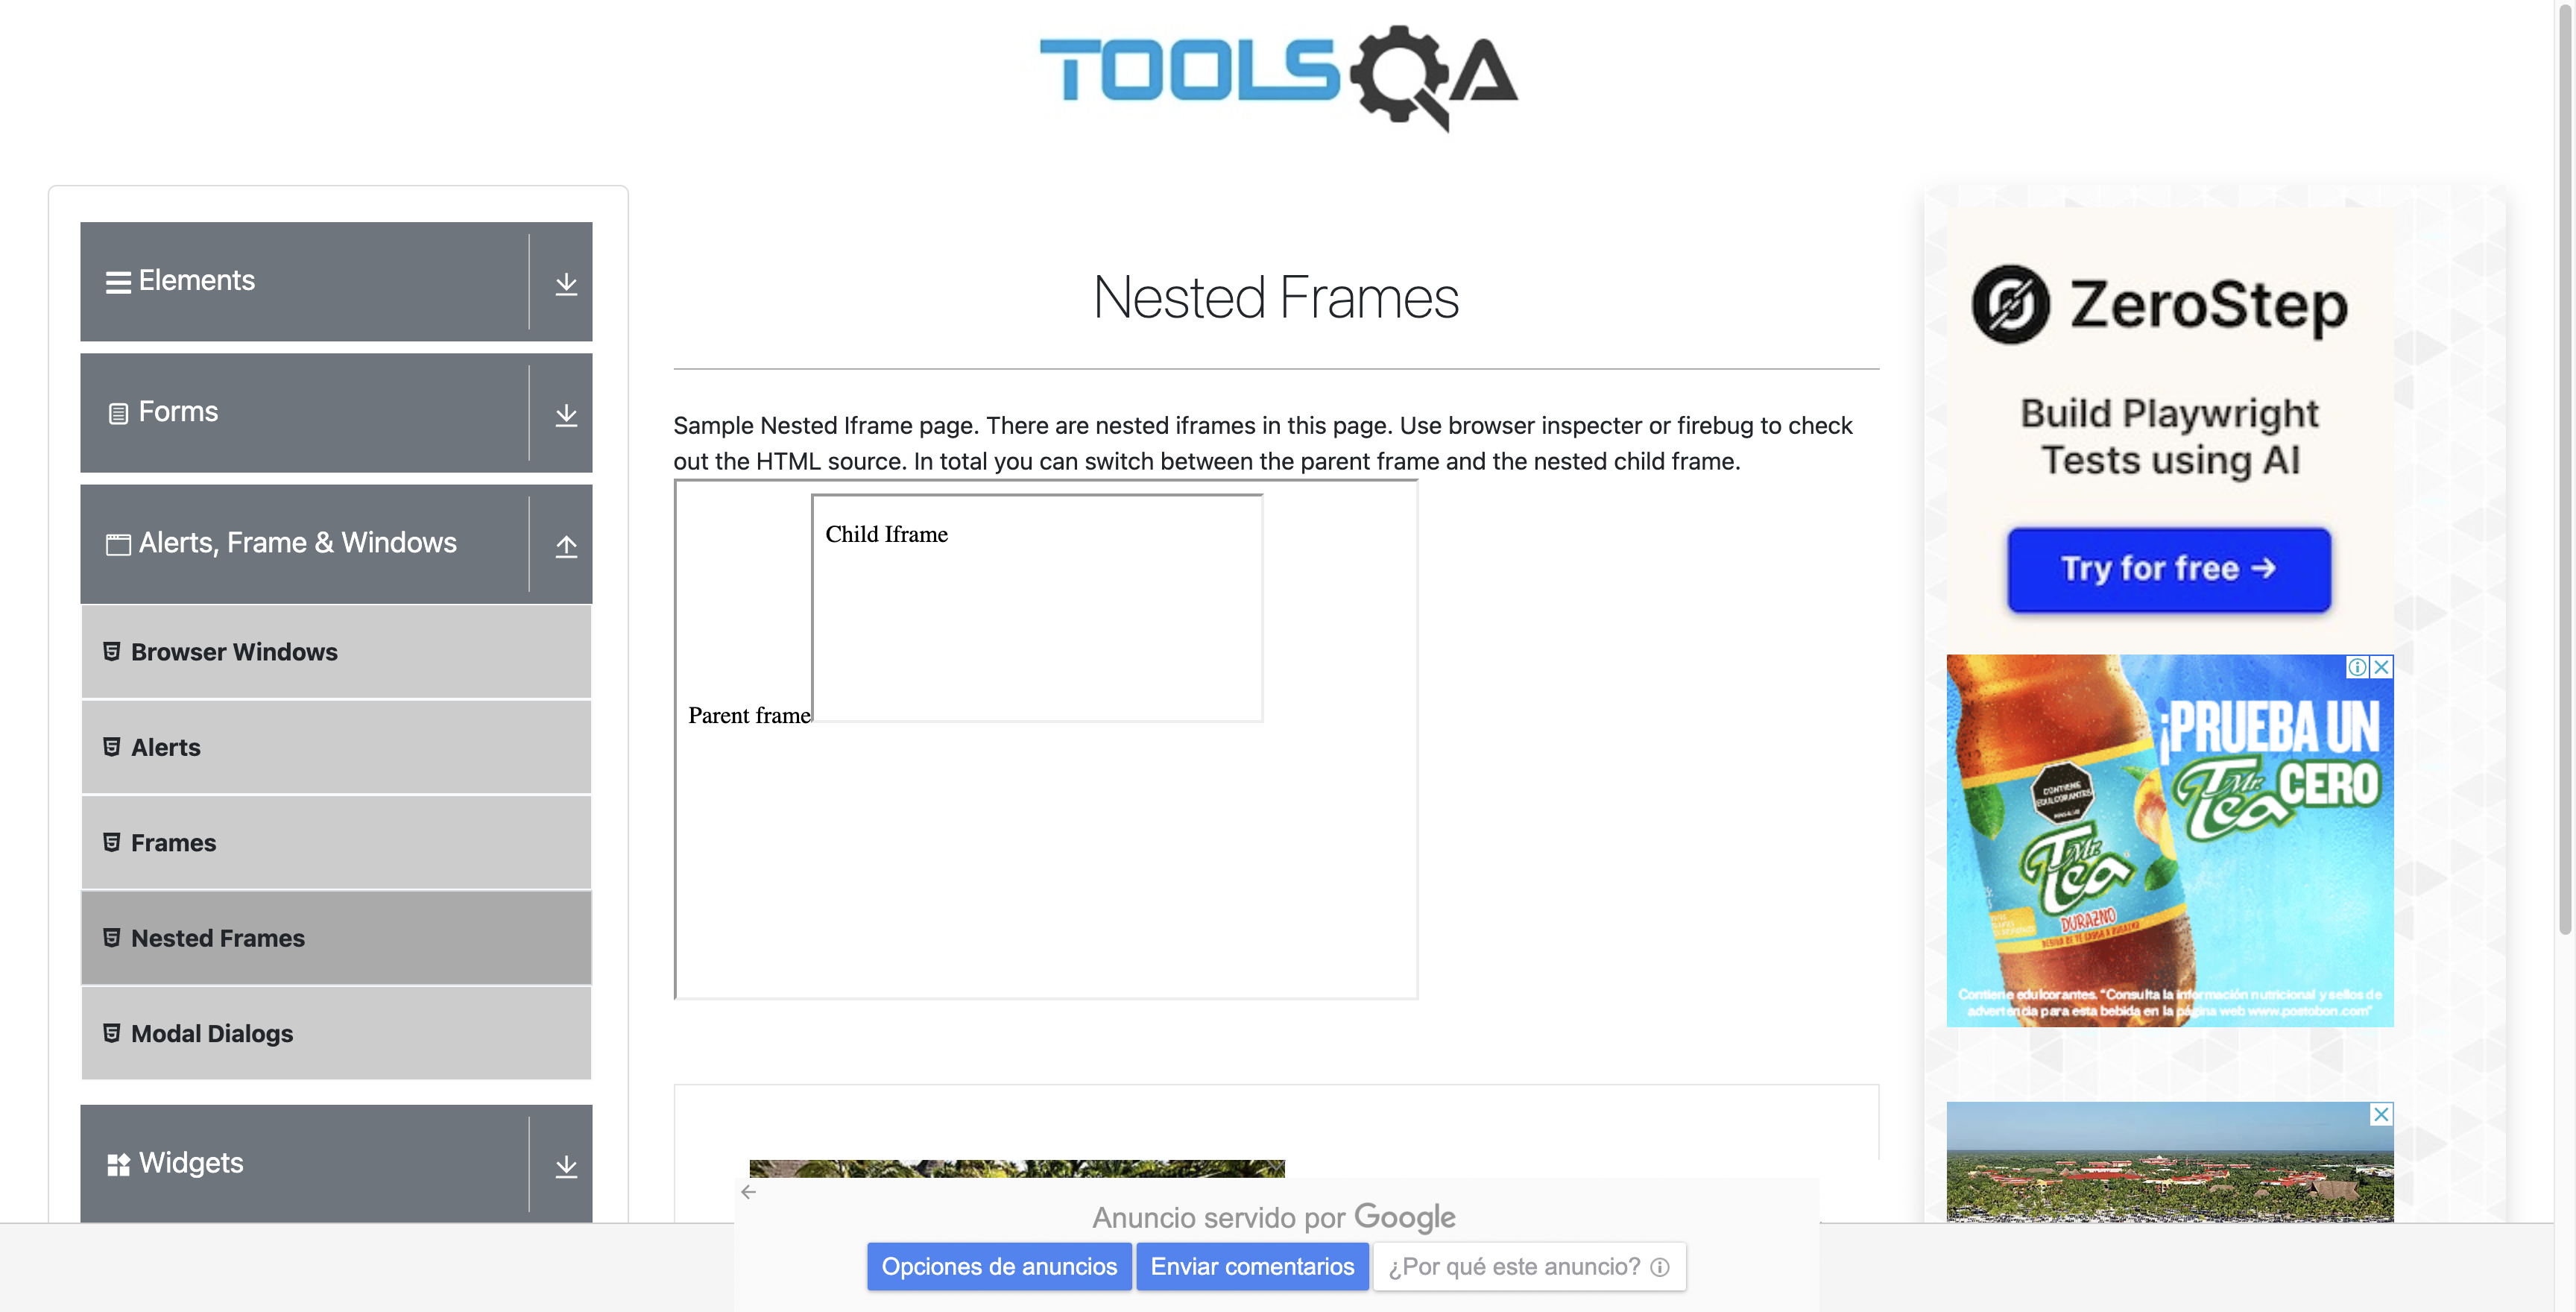 TOOLSQA
Elements
Forms
Alerts, Frame & Windows
Browser Windows
Alerts
Frames
Nested Frames
Modal Dialogs
Widgets
Nested Frames
Sample Nested Iframe page. There are nested iframes in this page. Use browser inspecter or firebug to check
out the HTML source. In total you can switch between the parent frame and the nested child frame.
Child Iframe
Parent frame
ZeroStep
Build Playwright
Tests using AI
Try for free →
¡PRUEBA UN
Mr. Tea CERO
CONTIENE
EDULCORANTES
Mr. Tea
DURAZNO
Contiene edulcorantes. "Consulta la información nutricional y sellos de
advertencia para esta bebida en la página web www.postobon.com"
Anuncio servido por Google
Opciones de anuncios
Enviar comentarios
¿Por qué este anuncio?